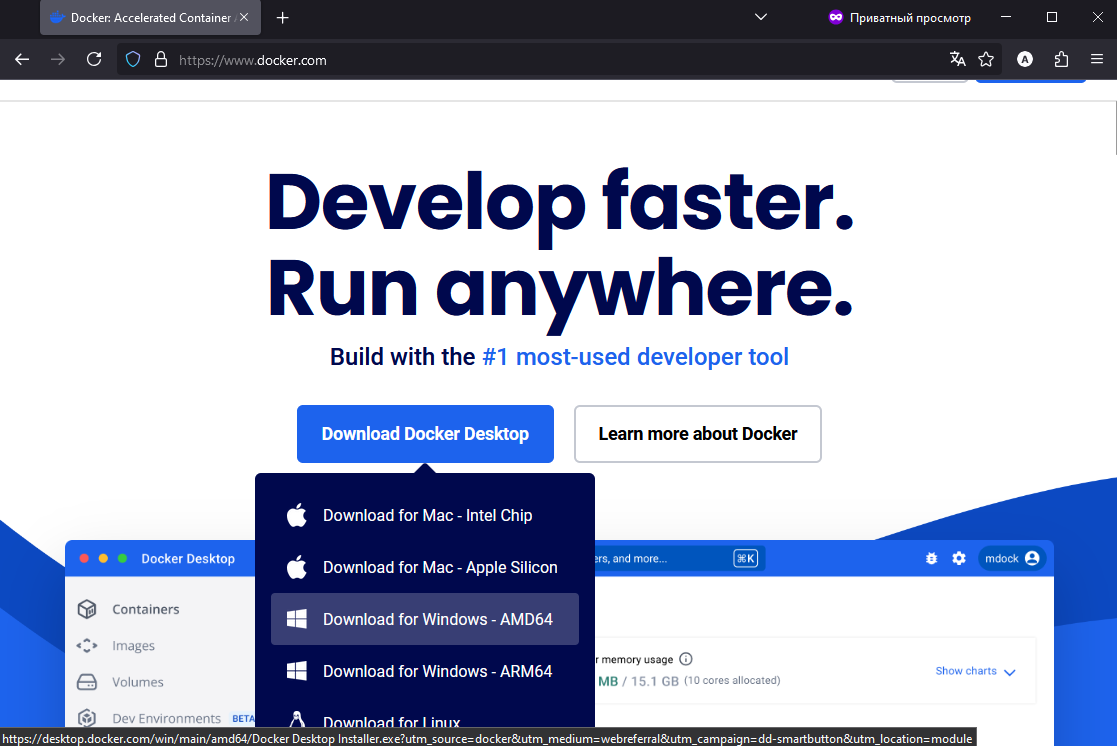 Docker: Accelerated Container
Приватный просмотр
https://www.docker.com
A
Develop faster.
Run anywhere.
Build with the #1 most-used developer tool
Download Docker Desktop
Learn more about Docker
Download for Mac - Intel Chip
Download for Mac - Apple Silicon
Download for Windows - AMD64
Download for Windows - ARM64
Download for Linux
Docker Desktop
ers, and more...
⌘K
mdock
Containers
Images
Volumes
Dev Environments BETA
r memory usage
MB / 15.1 GB (10 cores allocated)
Show charts
https://desktop.docker.com/win/main/amd64/Docker Desktop Installer.exe?utm_source=docker&utm_medium=webreferral&utm_campaign=dd-smartbutton&utm_location=module